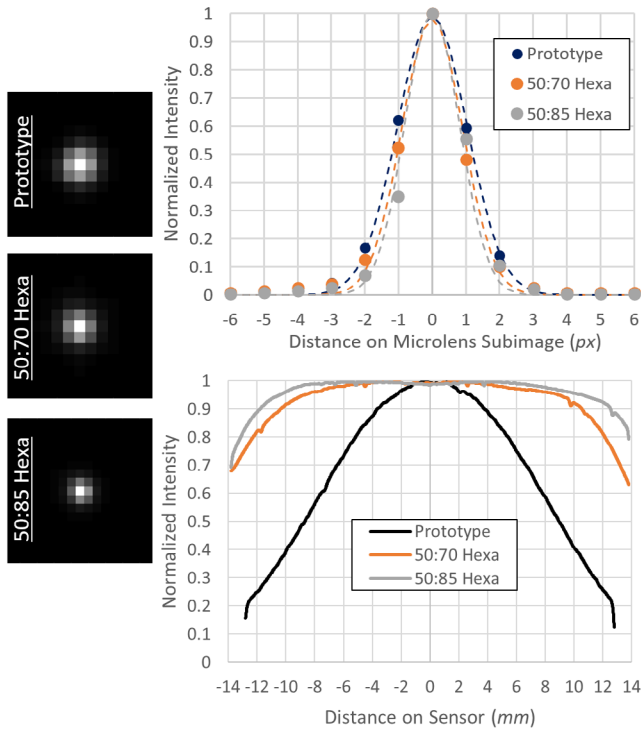 Prototype
50:70 Hexa
50:85 Hexa
Normalized Intensity
1
0.9
0.8
0.7
0.6
0.5
0.4
0.3
0.2
0.1
0
Prototype
50:70 Hexa
50:85 Hexa
-6 -5 -4 -3 -2 -1 0 1 2 3 4 5 6
Distance on Microlens Subimage (px)
Normalized Intensity
1
0.9
0.8
0.7
0.6
0.5
0.4
0.3
0.2
0.1
0
Prototype
50:70 Hexa
50:85 Hexa
-14 -12 -10 -8 -6 -4 -2 0 2 4 6 8 10 12 14
Distance on Sensor (mm)